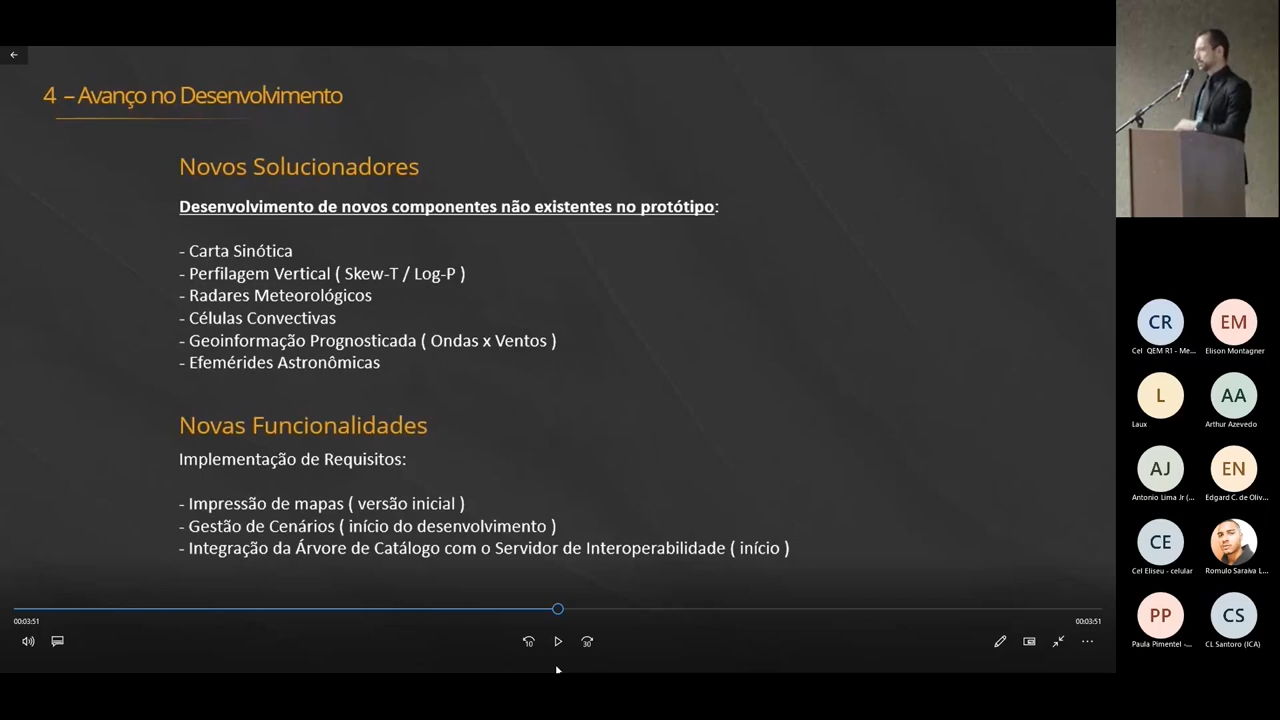 4 – Avanço no Desenvolvimento
Novos Solucionadores
Desenvolvimento de novos componentes não existentes no protótipo:
- Carta Sinótica
- Perfilagem Vertical ( Skew-T / Log-P )
- Radares Meteorológicos
- Células Convectivas
- Geoinformação Prognosticada ( Ondas x Ventos )
- Efemérides Astronômicas
Novas Funcionalidades
Implementação de Requisitos:
- Impressão de mapas ( versão inicial )
- Gestão de Cenários ( início do desenvolvimento )
- Integração da Árvore de Catálogo com o Servidor de Interoperabilidade ( início )
00:03:51
00:03:51
10
30
CR
EM
Cel QEM R1 - Me...
Elison Montagner
L
AA
Laux
Arthur Azevedo
AJ
EN
Antonio Lima Jr (...
Edgard C. de Oliv...
CE
Cel Eliseu - celular
Romulo Saraiva L...
PP
CS
Paula Pimentel -...
CL Santoro (ICA)